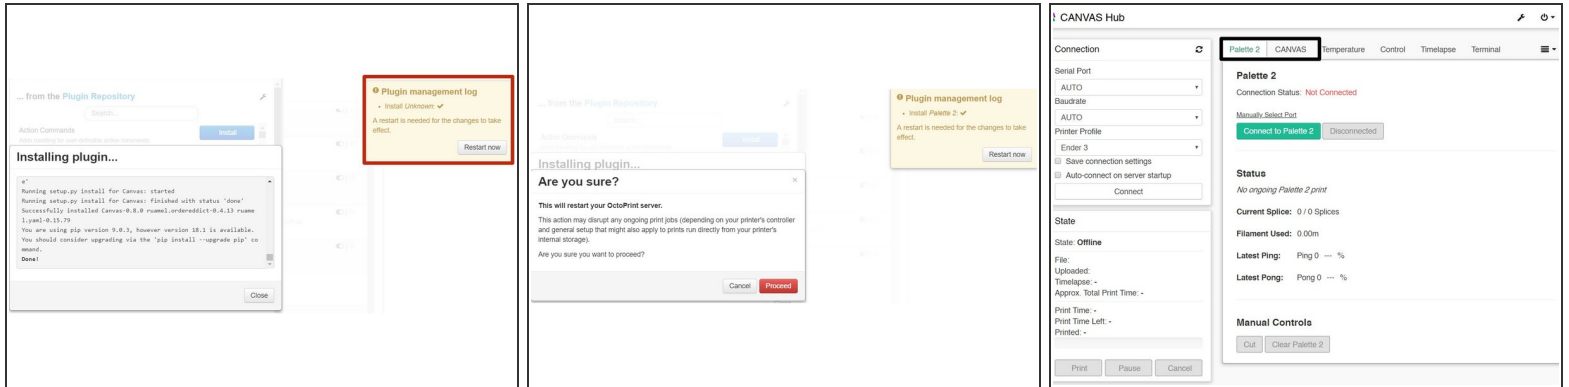 ... from the Plugin Repository
Search...
Action Commands
Install
Installing plugin...
e'
Running setup.py install for Canvas: started
Running setup.py install for Canvas: finished with status 'done'
Successfully installed Canvas-0.8.0 ruamel.ordereddict-0.4.13 ruame
l.yaml-0.15.79
You are using pip version 9.0.3, however version 18.1 is available.
You should consider upgrading via the 'pip install --upgrade pip' co
mmand.
Done!
Close
Plugin management log
• Install Unknown: ✔
A restart is needed for the changes to take
effect.
Restart now
... from the Plugin Repository
Installing plugin...
Are you sure?
×
This will restart your OctoPrint server.
This action may disrupt any ongoing print jobs (depending on your printer's controller
and general setup that might also apply to prints run directly from your printer's
internal storage).
Are you sure you want to proceed?
Cancel
Proceed
Plugin management log
• Install Palette 2: ✔
A restart is needed for the changes to take
effect.
Restart now
CANVAS Hub
Connection
Serial Port
AUTO
Baudrate
AUTO
Printer Profile
Ender 3
Save connection settings
Auto-connect on server startup
Connect
State
State: Offline
File:
Uploaded:
Timelapse: -
Approx. Total Print Time: -
Print Time: -
Print Time Left: -
Printed: -
Print Pause Cancel
Palette 2 CANVAS Temperature Control Timelapse Terminal
Palette 2
Connection Status: Not Connected
Manually Select Port
Connect to Palette 2 Disconnected
Status
No ongoing Palette 2 print
Current Splice: 0 / 0 Splices
Filament Used: 0.00m
Latest Ping: Ping 0 --- %
Latest Pong: Pong 0 --- %
Manual Controls
Cut Clear Palette 2